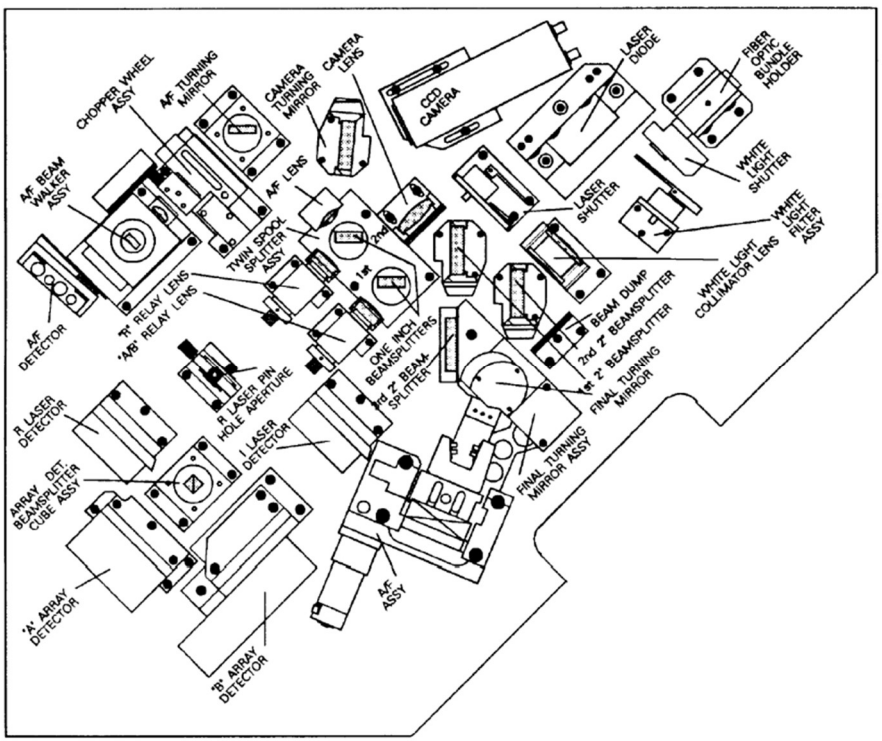 CHOPPER WHEEL
ASSY
A/F TURNING
MIRROR
CAMERA
TURNING
MIRROR
CAMERA
LENS
CCD
CAMERA
LASER
DIODE
FIBER
OPTIC
BUNDLE
HOLDER
A/F BEAM
WALKER
ASSY
A/F LENS
TWIN SPOOL
SPLITTER
ASSY
2nd
1st
LASER
SHUTTER
WHITE
LIGHT
SHUTTER
WHITE
LIGHT
FILTER
ASSY
WHITE LIGHT
COLLIMATOR LENS
A/F
DETECTOR
"R" RELAY LENS
"A/B" RELAY LENS
ONE INCH
BEAMSPLITTERS
3rd Z" BEAM-
SPLITTER
BEAM DUMP
2nd "Z" BEAMSPLITTER
1st "2" BEAMSPLITTER
FINAL TURNING
MIRROR
FINAL TURNING
MIRROR ASSY
R LASER PIN
HOLE APERTURE
R LASER
DETECTOR
I LASER
DETECTOR
ARRAY DET.
BEAMSPLITTER
CUBE ASSY
"A" ARRAY
DETECTOR
"B" ARRAY
DETECTOR
A/F
ASSY